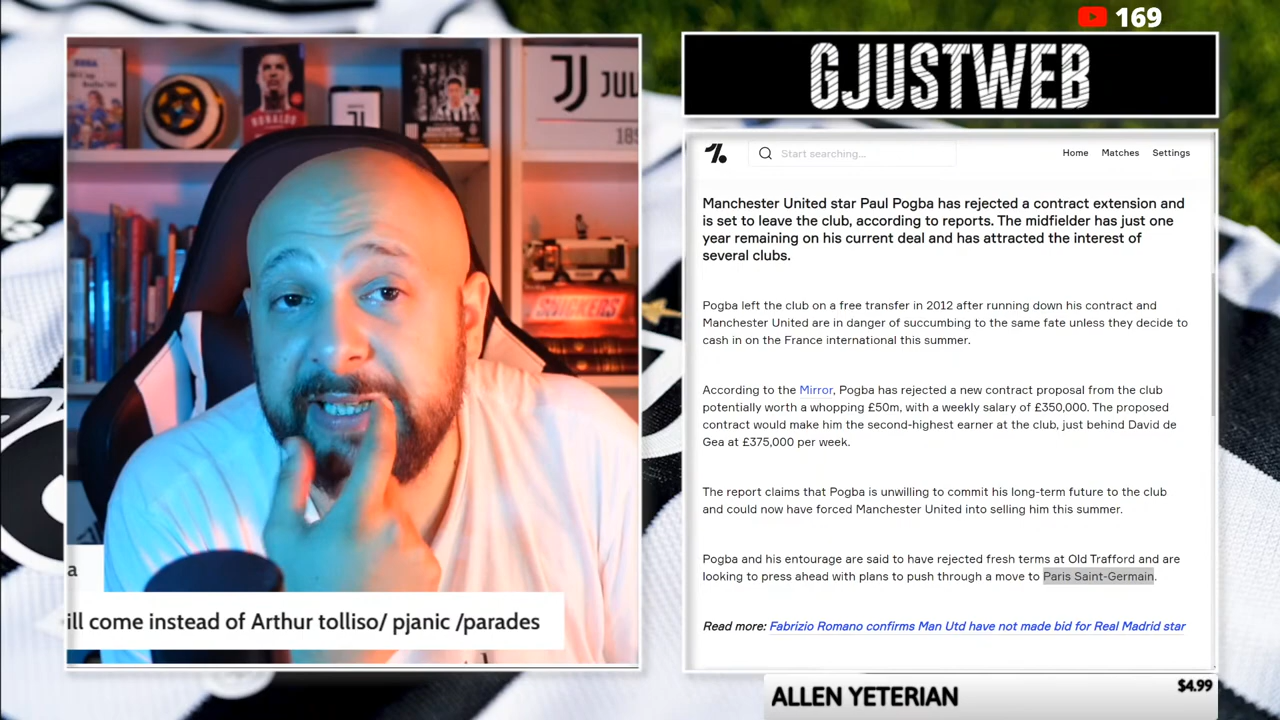 169
GJUSTWEB
SEGA
RONALDO
JU
189
SNICKERS
Start searching...
Home
Matches
Settings
Manchester United star Paul Pogba has rejected a contract extension and
is set to leave the club, according to reports. The midfielder has just one
year remaining on his current deal and has attracted the interest of
several clubs.
Pogba left the club on a free transfer in 2012 after running down his contract and
Manchester United are in danger of succumbing to the same fate unless they decide to
cash in on the France international this summer.
According to the Mirror, Pogba has rejected a new contract proposal from the club
potentially worth a whopping £50m, with a weekly salary of £350,000. The proposed
contract would make him the second-highest earner at the club, just behind David de
Gea at £375,000 per week.
The report claims that Pogba is unwilling to commit his long-term future to the club
and could now have forced Manchester United into selling him this summer.
Pogba and his entourage are said to have rejected fresh terms at Old Trafford and are
looking to press ahead with plans to push through a move to Paris Saint-Germain.
Read more: Fabrizio Romano confirms Man Utd have not made bid for Real Madrid star
a
ill come instead of Arthur tolliso/ pjanic /parades
ALLEN YETERIAN
$4.99